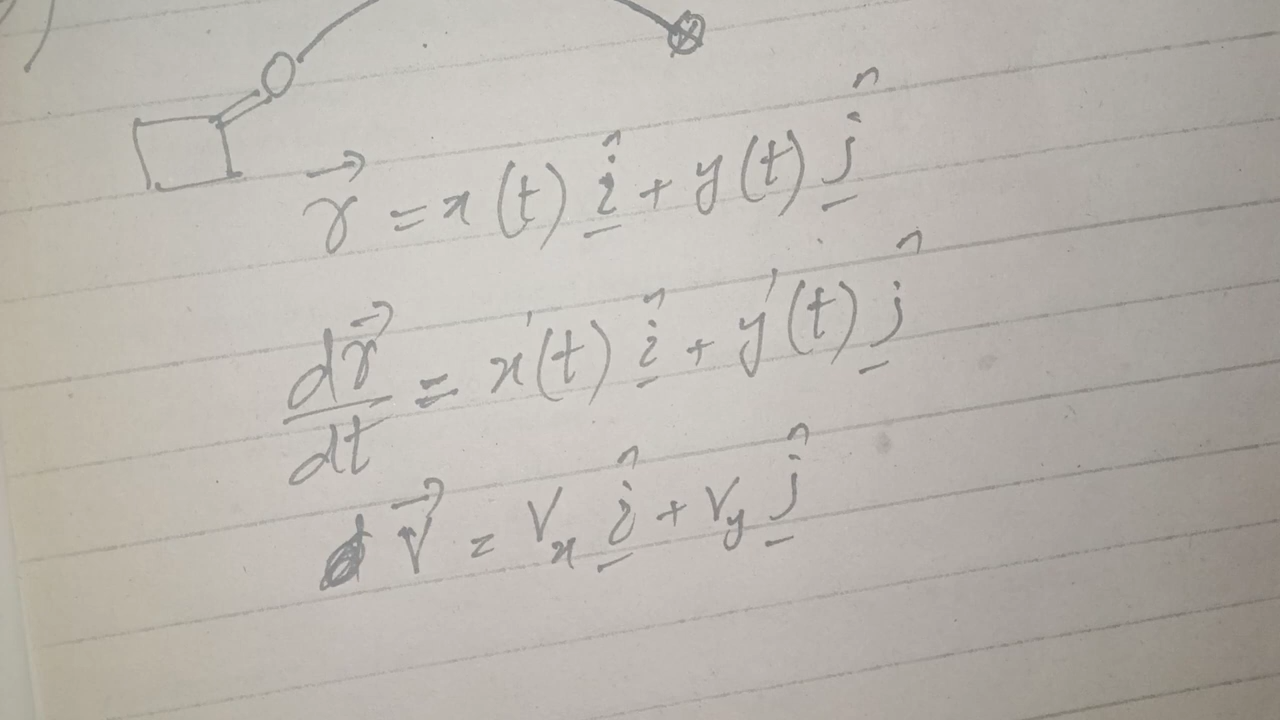 r⃗ = x(t) î + y(t) ĵ
dr⃗/dt = x'(t) î + y'(t) ĵ
V⃗ = Vₓ î + V_y ĵ